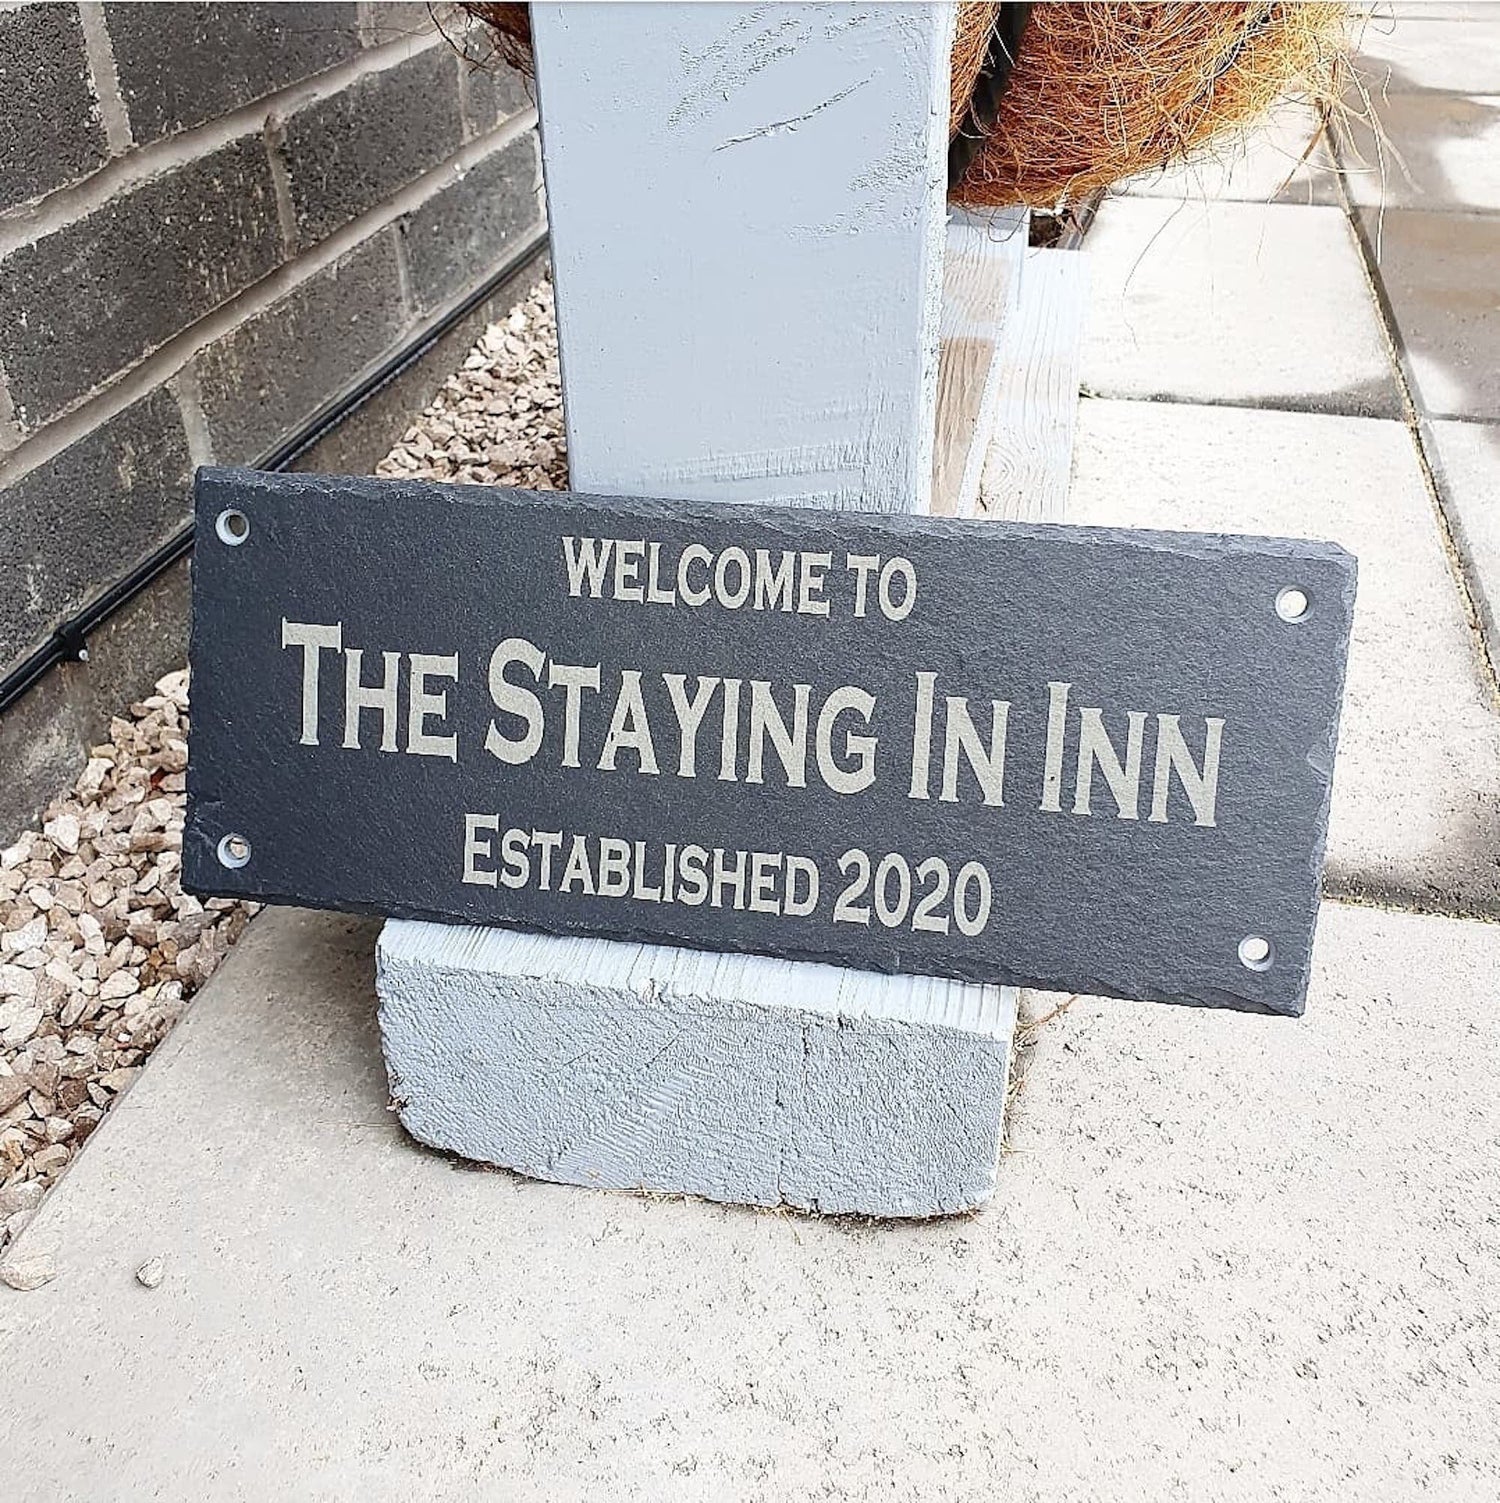 WELCOME TO
THE STAYING IN INN
ESTABLISHED 2020